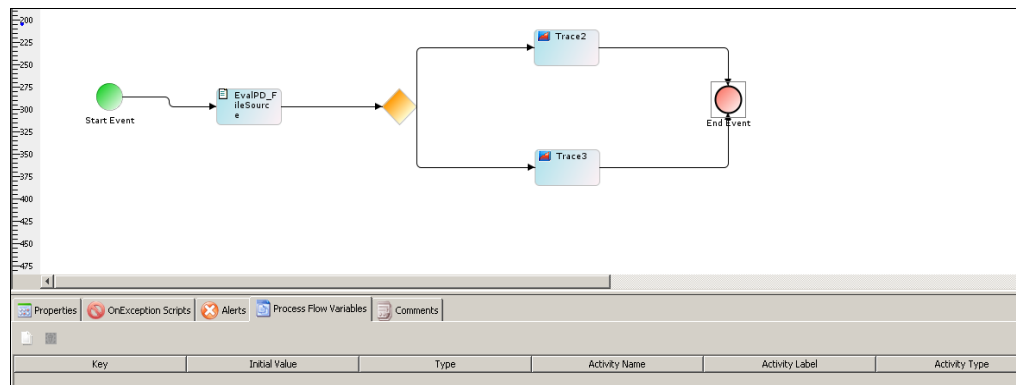 200
225
250
275
300
325
350
375
400
425
450
475
Trace2
EvalPD_F
ileSourc
e
Start Event
End Event
Trace3
Properties OnException Scripts Alerts Process Flow Variables Comments
Key Initial Value Type Activity Name Activity Label Activity Type